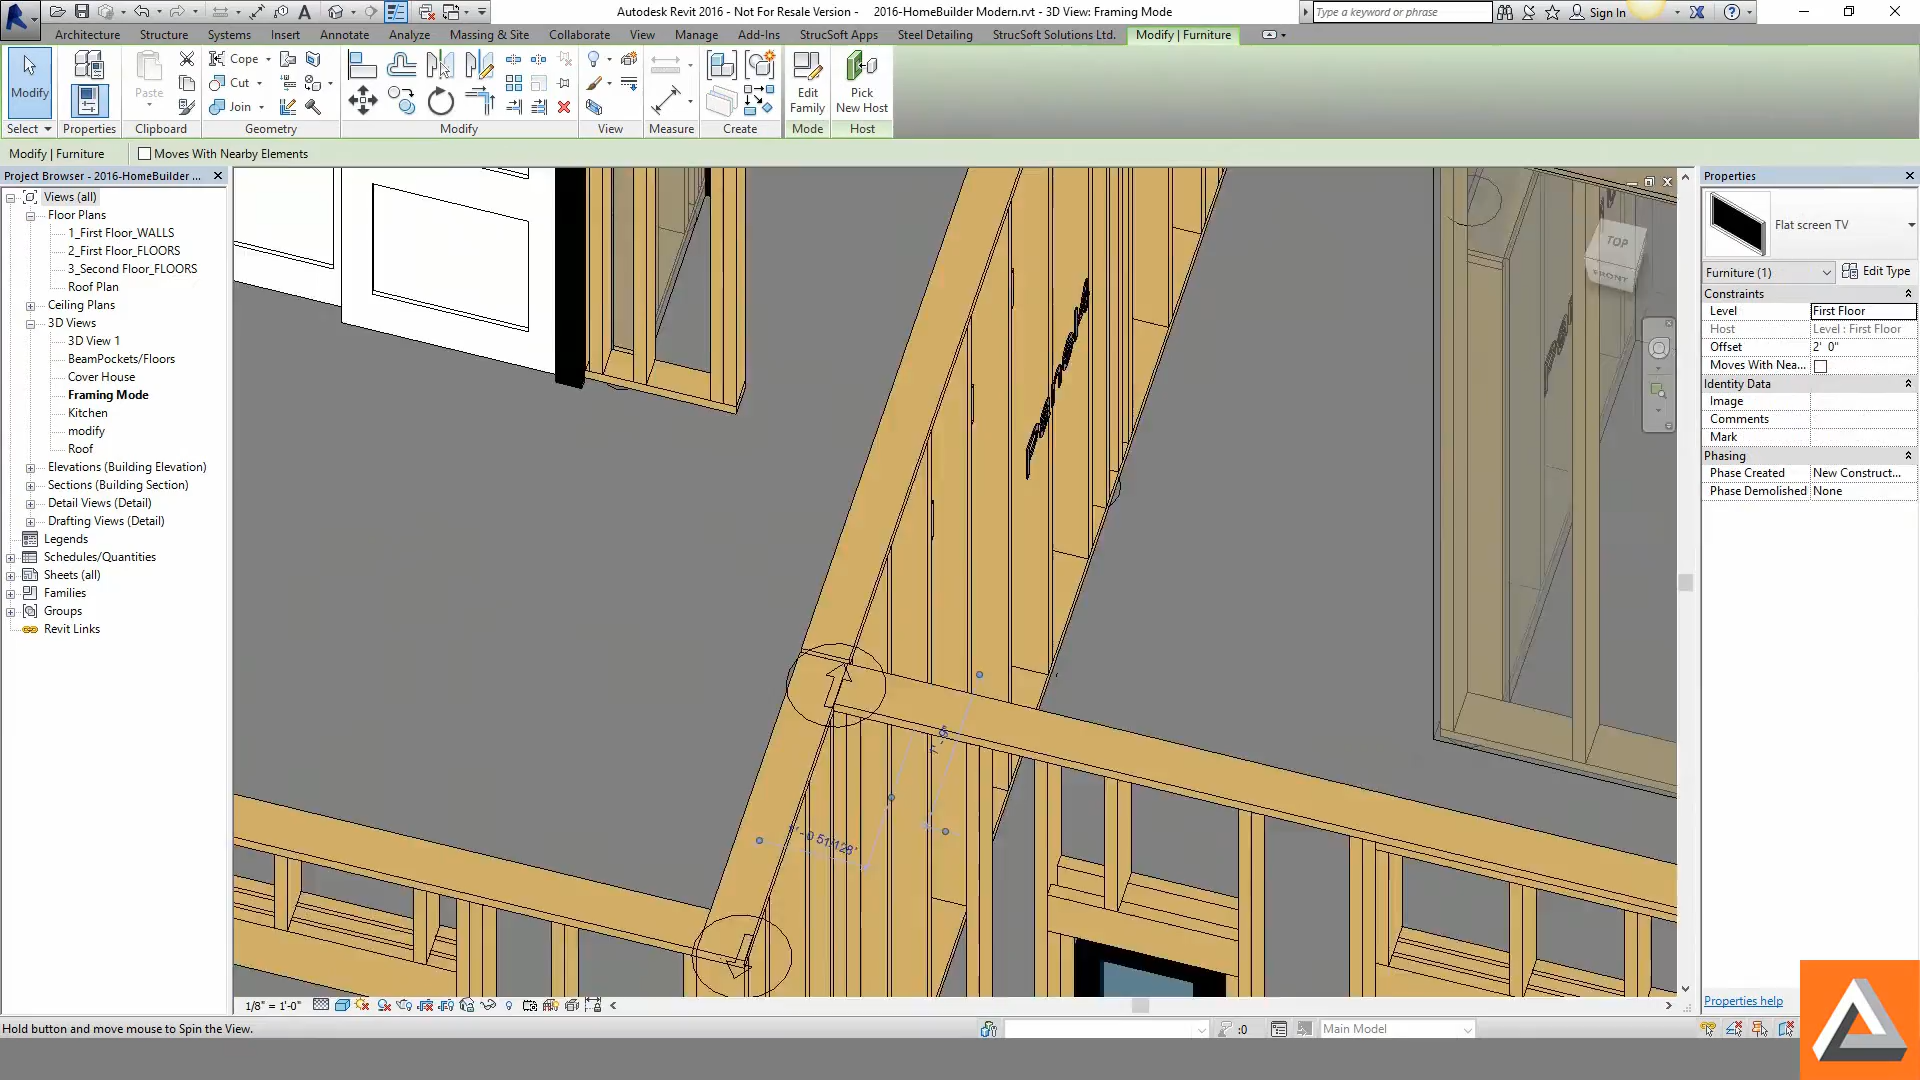 Autodesk Revit 2016 - Not For Resale Version - 2016-HomeBuilder Modern.rvt - 3D View: Framing Mode
Type a keyword or phrase
Sign In
Architecture Structure Systems Insert Annotate Analyze Massing & Site Collaborate View Manage Add-Ins StrucSoft Apps Steel Detailing StrucSoft Solutions Ltd. Modify | Furniture
Modify
Paste
Cope
Cut
Join
Edit Family
Pick New Host
Select Properties Clipboard Geometry Modify View Measure Create Mode Host
Modify | Furniture Moves With Nearby Elements
Project Browser - 2016-HomeBuilder ...
Views (all)
Floor Plans
1_First Floor_WALLS
2_First Floor_FLOORS
3_Second Floor_FLOORS
Roof Plan
Ceiling Plans
3D Views
3D View 1
BeamPockets/Floors
Cover House
Framing Mode
Kitchen
modify
Roof
Elevations (Building Elevation)
Sections (Building Section)
Detail Views (Detail)
Drafting Views (Detail)
Legends
Schedules/Quantities
Sheets (all)
Families
Groups
Revit Links
TOP
FRONT
Properties
Flat screen TV
Furniture (1) Edit Type
Constraints
Level First Floor
Host Level : First Floor
Offset 2' 0"
Moves With Nea...
Identity Data
Image
Comments
Mark
Phasing
Phase Created New Construct...
Phase Demolished None
Properties help
1/8" = 1'-0"
Hold button and move mouse to Spin the View.
:0
Main Model